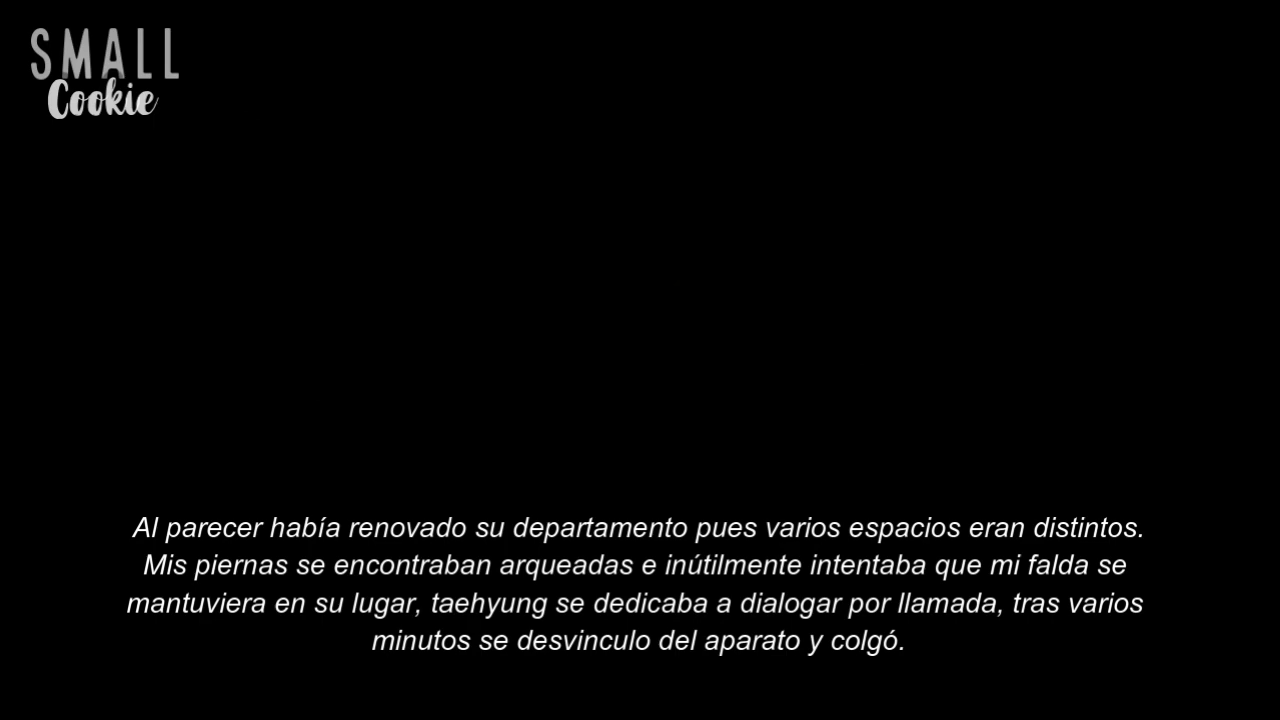 SMALL
Cookie
Al parecer había renovado su departamento pues varios espacios eran distintos.
Mis piernas se encontraban arqueadas e inútilmente intentaba que mi falda se
mantuviera en su lugar, taehyung se dedicaba a dialogar por llamada, tras varios
minutos se desvinculo del aparato y colgó.